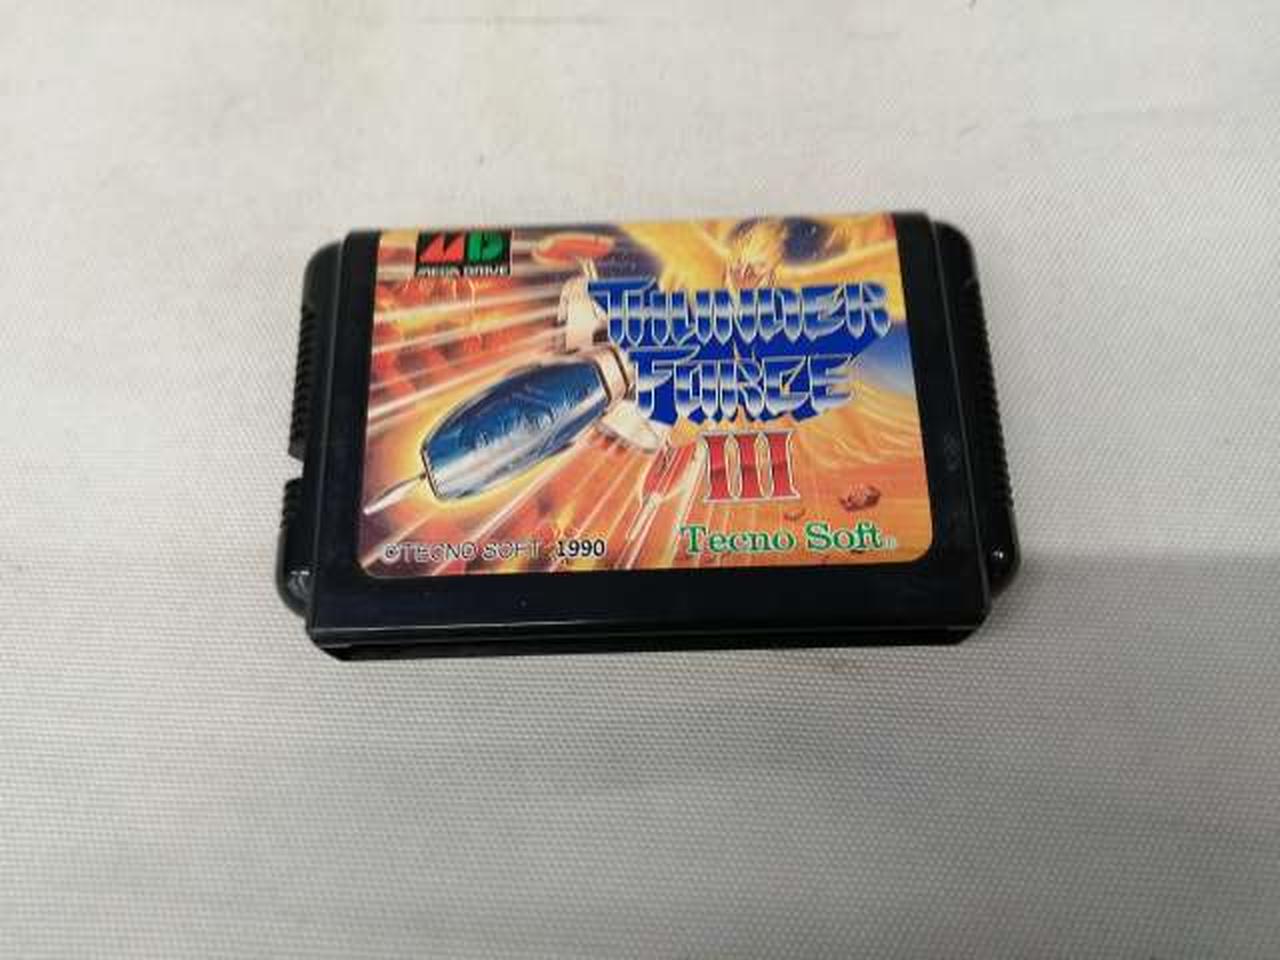 MD
MEGA DRIVE
THUNDER
FORCE
III
©TECNO SOFT 1990
Tecno Soft